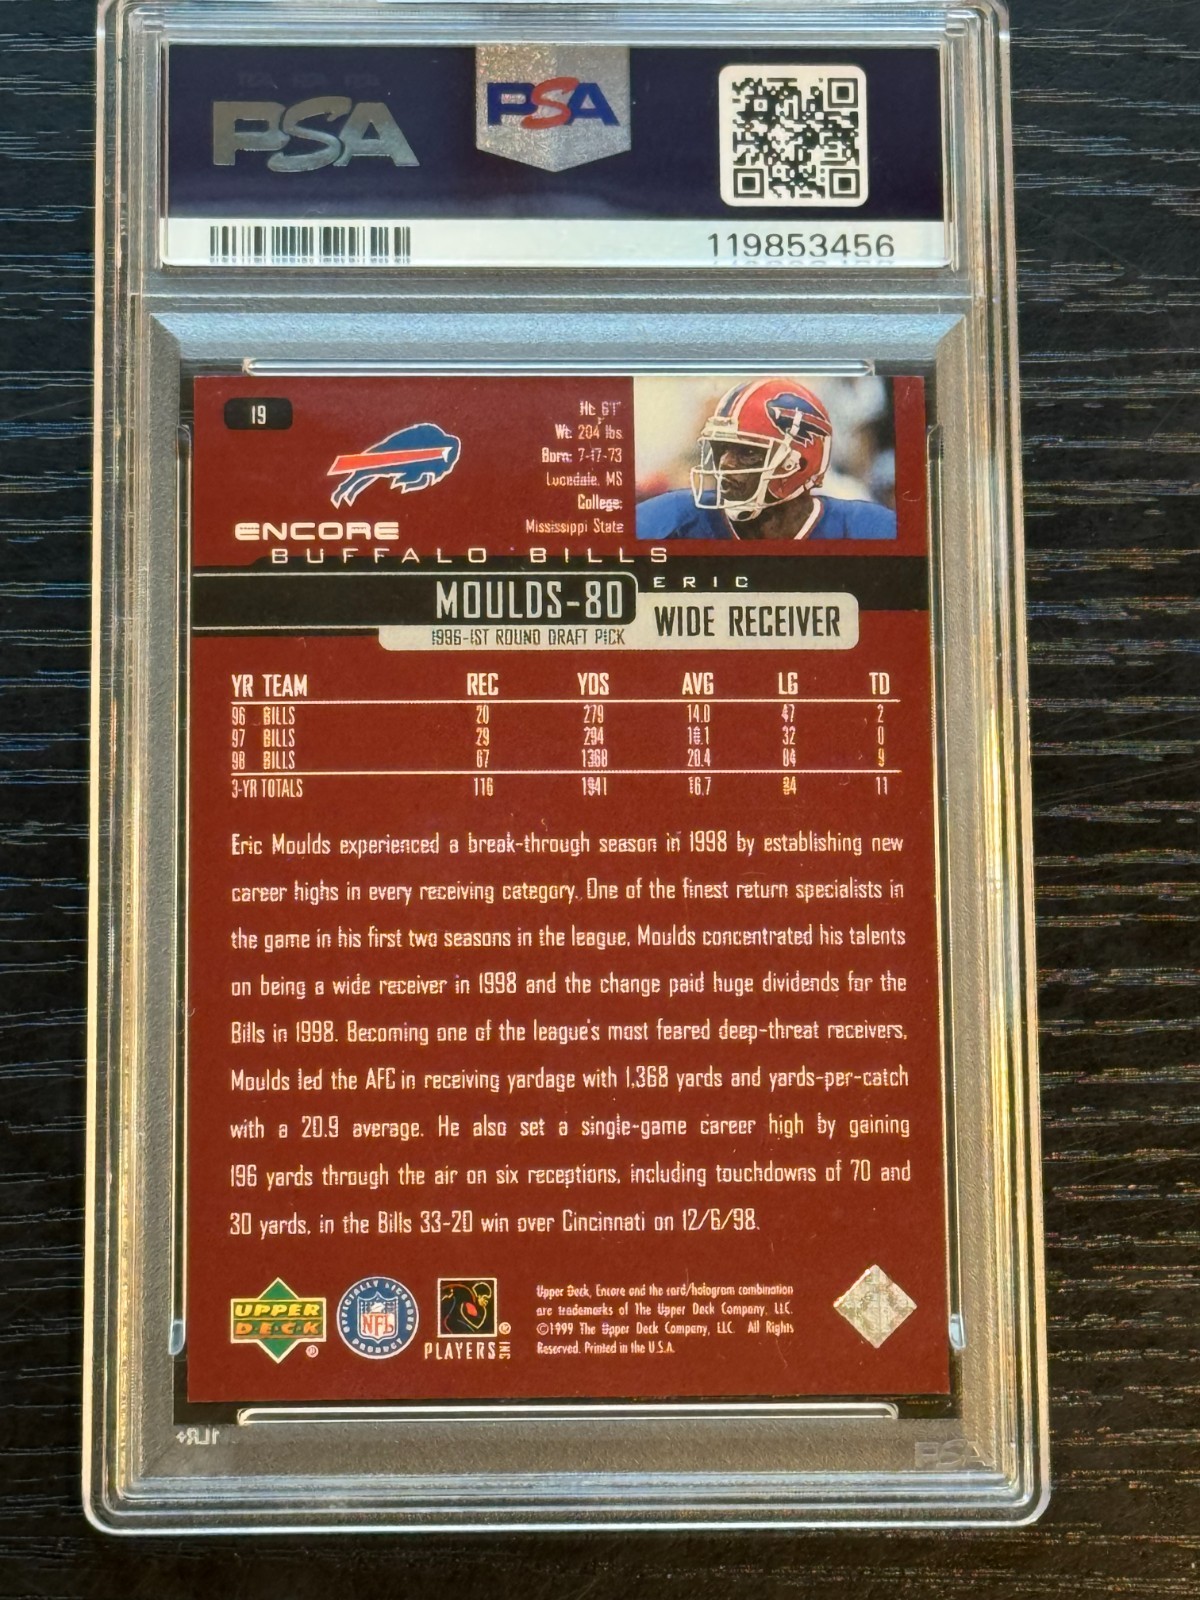 PSA
PSA
119853456
19
Ht: 6'1"
Wt: 204 lbs
Born: 7-17-73
Lucedale, MS
College:
Mississippi State
ENCORE
BUFFALO BILLS
ERIC
MOULDS-80
WIDE RECEIVER
1996-1ST ROUND DRAFT PICK
YR TEAM REC YDS AVG LG TD
96 BILLS 20 279 14.0 47 2
97 BILLS 29 294 10.1 32 0
98 BILLS 67 1368 20.4 84 9
3-YR TOTALS 116 1941 16.7 84 11
Eric Moulds experienced a break-through season in 1998 by establishing new
career highs in every receiving category. One of the finest return specialists in
the game in his first two seasons in the league, Moulds concentrated his talents
on being a wide receiver in 1998 and the change paid huge dividends for the
Bills in 1998. Becoming one of the league's most feared deep-threat receivers,
Moulds led the AFC in receiving yardage with 1,368 yards and yards-per-catch
with a 20.9 average. He also set a single-game career high by gaining
196 yards through the air on six receptions, including touchdowns of 70 and
30 yards, in the Bills 33-20 win over Cincinnati on 12/6/98.
UPPER
DECK®
OFFICIALLY LICENSED
NFL
PRODUCT
PLAYERS INC®
Upper Deck, Encore and the card/hologram combination
are trademarks of The Upper Deck Company, LLC.
©1999 The Upper Deck Company, LLC. All Rights
Reserved. Printed in the U.S.A.
PSA